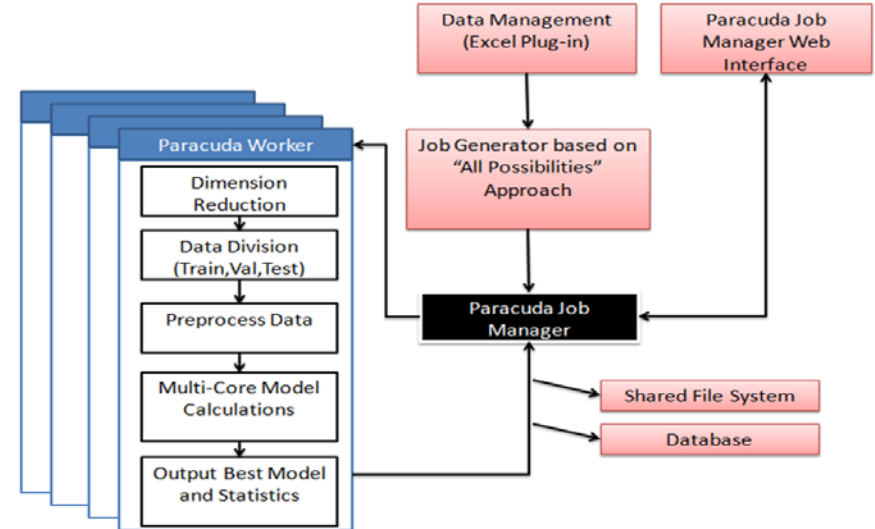 Data Management
(Excel Plug-in)
Paracuda Job
Manager Web
Interface
Paracuda Worker
Job Generator based on
“All Possibilities”
Approach
Dimension
Reduction
Data Division
(Train,Val,Test)
Preprocess Data
Paracuda Job
Manager
Multi-Core Model
Calculations
Shared File System
Database
Output Best Model
and Statistics